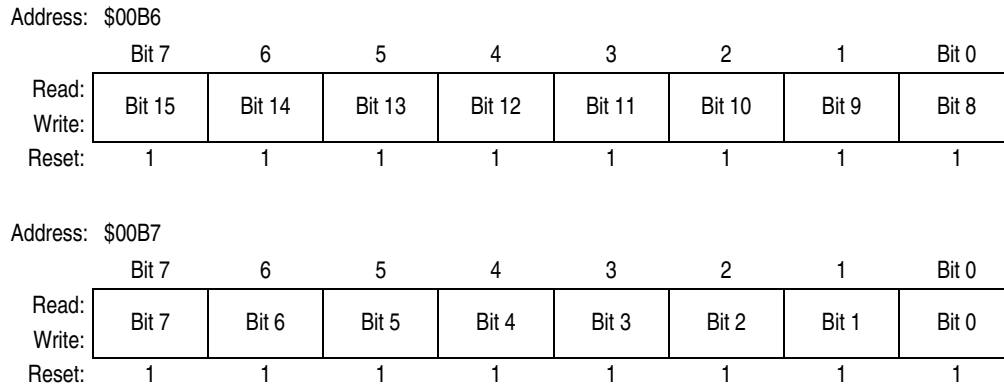 Address: $00B6
Bit 7 6 5 4 3 2 1 Bit 0
Read:
Bit 15 Bit 14 Bit 13 Bit 12 Bit 11 Bit 10 Bit 9 Bit 8
Write:
Reset: 1 1 1 1 1 1 1 1
Address: $00B7
Bit 7 6 5 4 3 2 1 Bit 0
Read:
Bit 7 Bit 6 Bit 5 Bit 4 Bit 3 Bit 2 Bit 1 Bit 0
Write:
Reset: 1 1 1 1 1 1 1 1